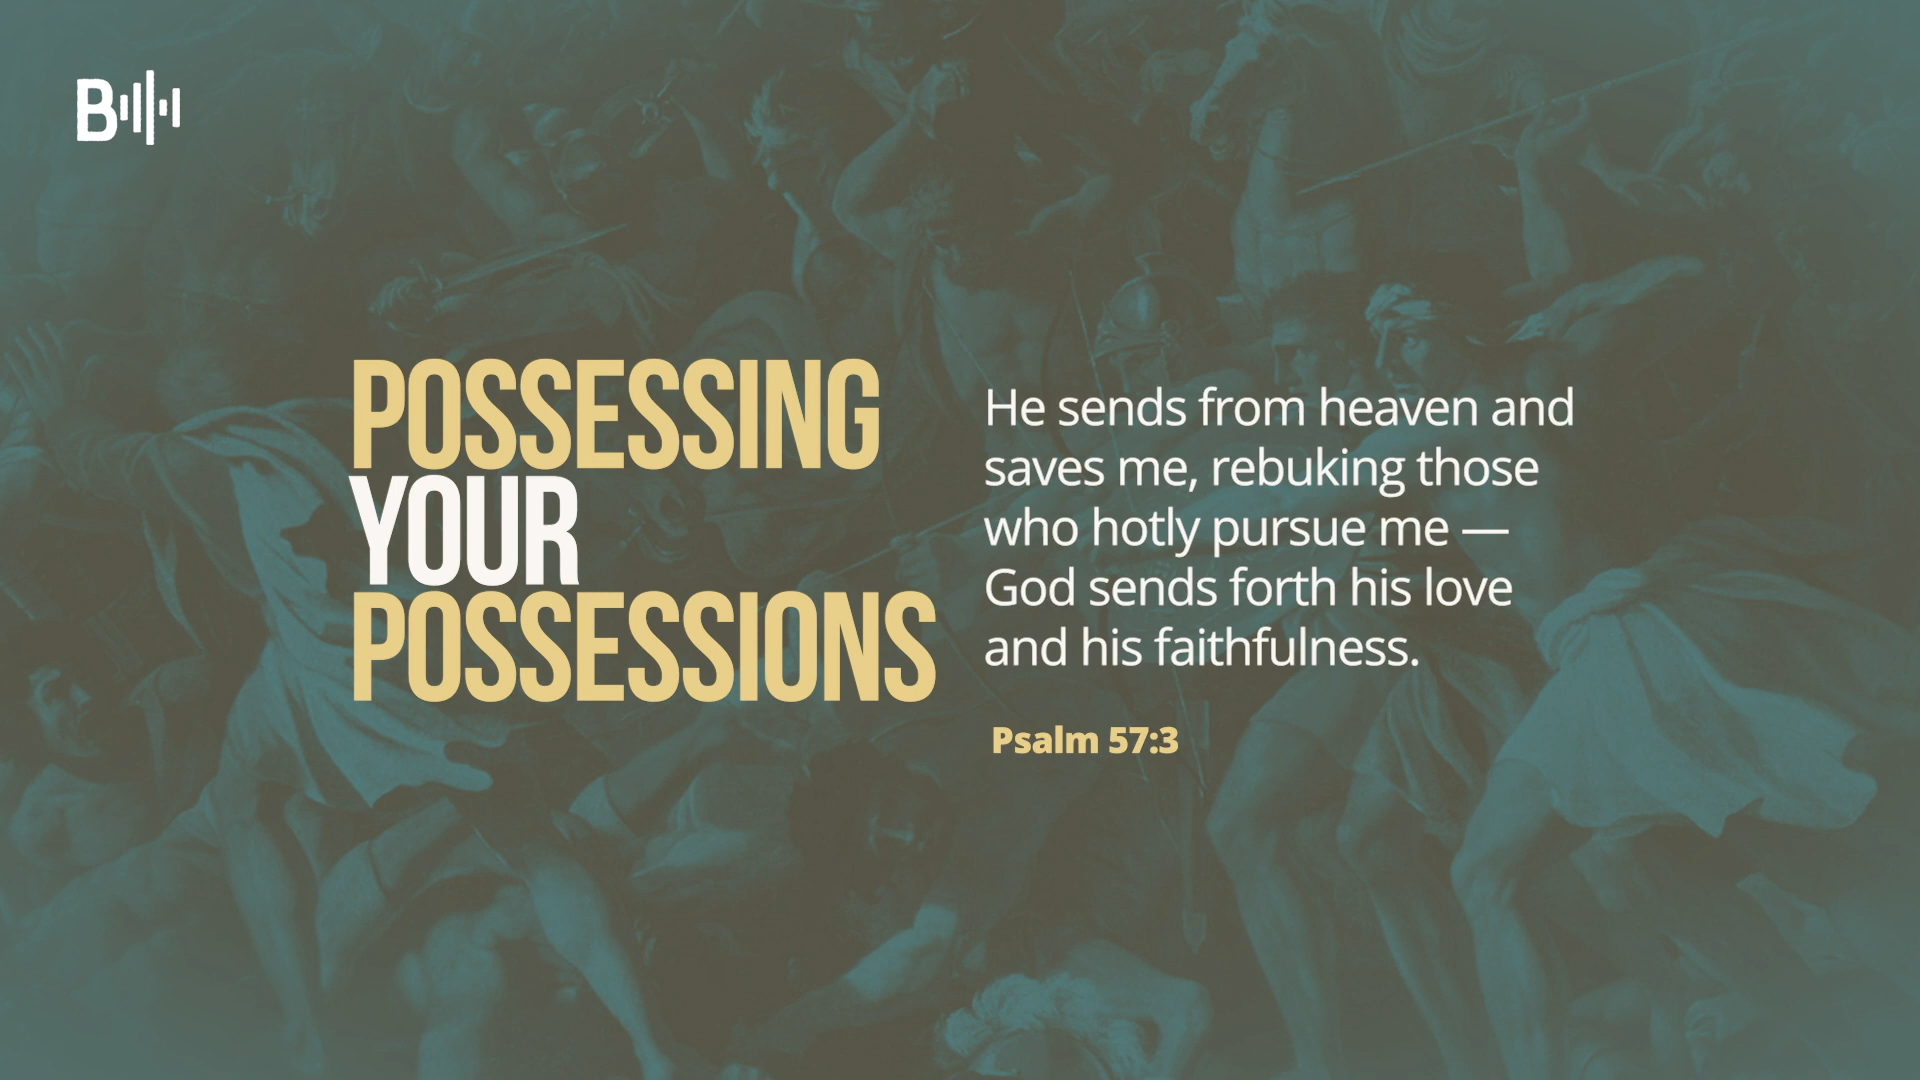 B
POSSESSING
YOUR
POSSESSIONS
He sends from heaven and
saves me, rebuking those
who hotly pursue me —
God sends forth his love
and his faithfulness.
Psalm 57:3